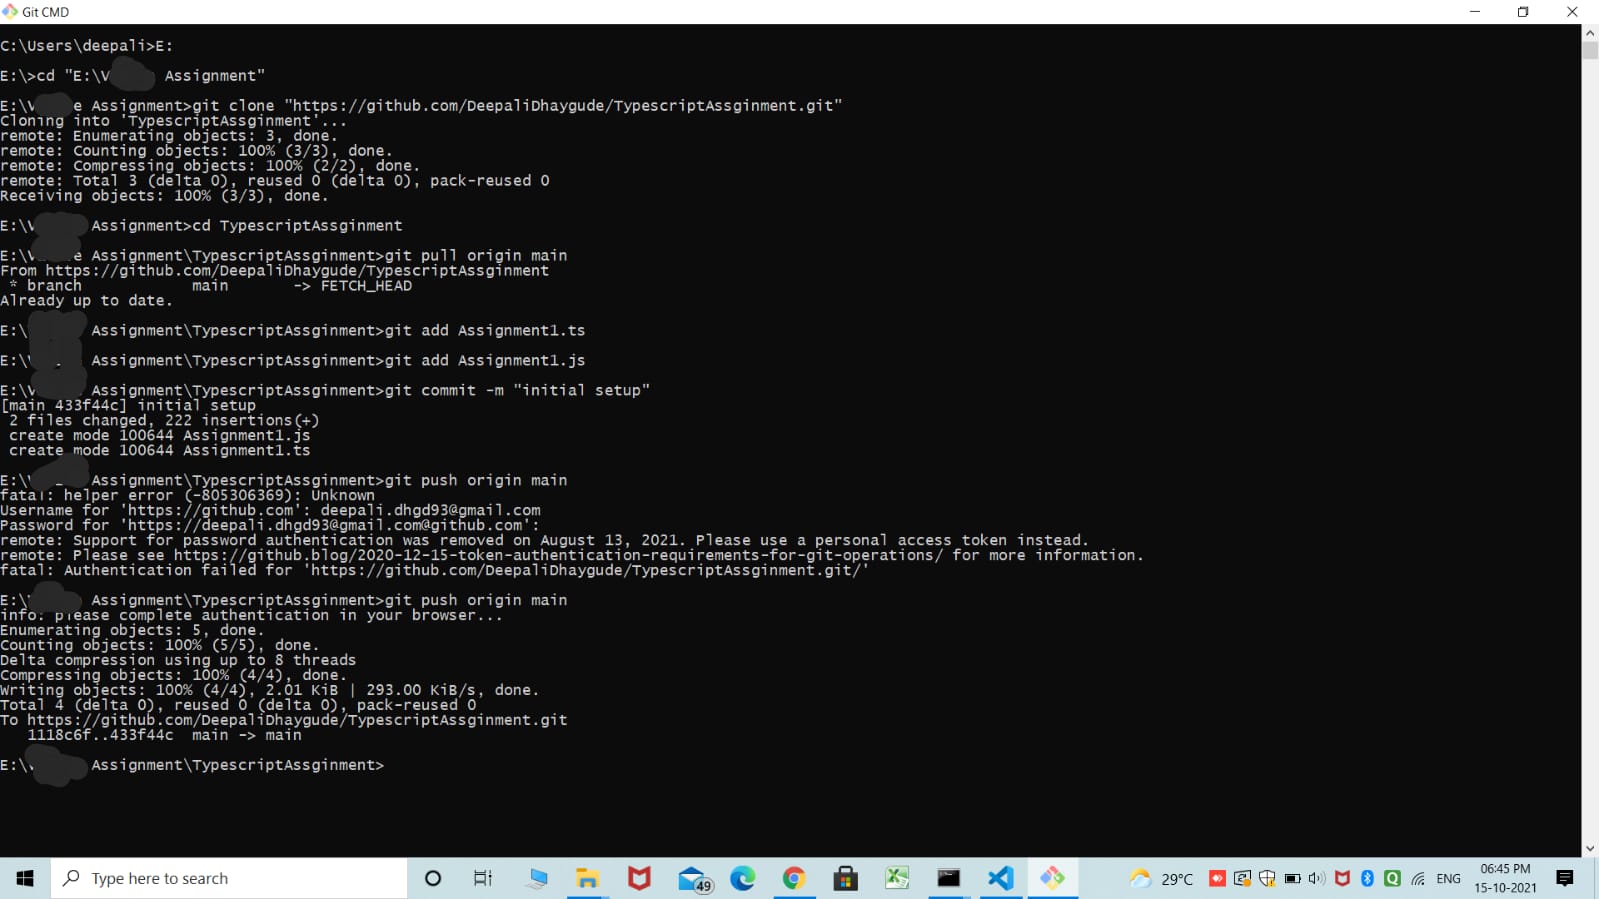 Git CMD
C:\Users\deepali>E:
E:\>cd "E:\V Assignment"
E:\V e Assignment>git clone "https://github.com/DeepaliDhaygude/TypescriptAssginment.git"
Cloning into 'TypescriptAssginment'...
remote: Enumerating objects: 3, done.
remote: Counting objects: 100% (3/3), done.
remote: Compressing objects: 100% (2/2), done.
remote: Total 3 (delta 0), reused 0 (delta 0), pack-reused 0
Receiving objects: 100% (3/3), done.
E:\V Assignment>cd TypescriptAssginment
E:\V e Assignment\TypescriptAssginment>git pull origin main
From https://github.com/DeepaliDhaygude/TypescriptAssginment
* branch main -> FETCH_HEAD
Already up to date.
E:\ Assignment\TypescriptAssginment>git add Assignment1.ts
E:\ Assignment\TypescriptAssginment>git add Assignment1.js
E:\V Assignment\TypescriptAssginment>git commit -m "initial setup"
[main 433f44c] initial setup
2 files changed, 222 insertions(+)
create mode 100644 Assignment1.js
create mode 100644 Assignment1.ts
E:\ Assignment\TypescriptAssginment>git push origin main
fatal: helper error (-805306369): Unknown
Username for 'https://github.com': deepali.dhgd93@gmail.com
Password for 'https://deepali.dhgd93@gmail.com@github.com':
remote: Support for password authentication was removed on August 13, 2021. Please use a personal access token instead.
remote: Please see https://github.blog/2020-12-15-token-authentication-requirements-for-git-operations/ for more information.
fatal: Authentication failed for 'https://github.com/DeepaliDhaygude/TypescriptAssginment.git/'
E:\ Assignment\TypescriptAssginment>git push origin main
info: please complete authentication in your browser...
Enumerating objects: 5, done.
Counting objects: 100% (5/5), done.
Delta compression using up to 8 threads
Compressing objects: 100% (4/4), done.
Writing objects: 100% (4/4), 2.01 KiB | 293.00 KiB/s, done.
Total 4 (delta 0), reused 0 (delta 0), pack-reused 0
To https://github.com/DeepaliDhaygude/TypescriptAssginment.git
1118c6f..433f44c main -> main
E:\ Assignment\TypescriptAssginment>
Type here to search
49
29°C
ENG
06:45 PM
15-10-2021